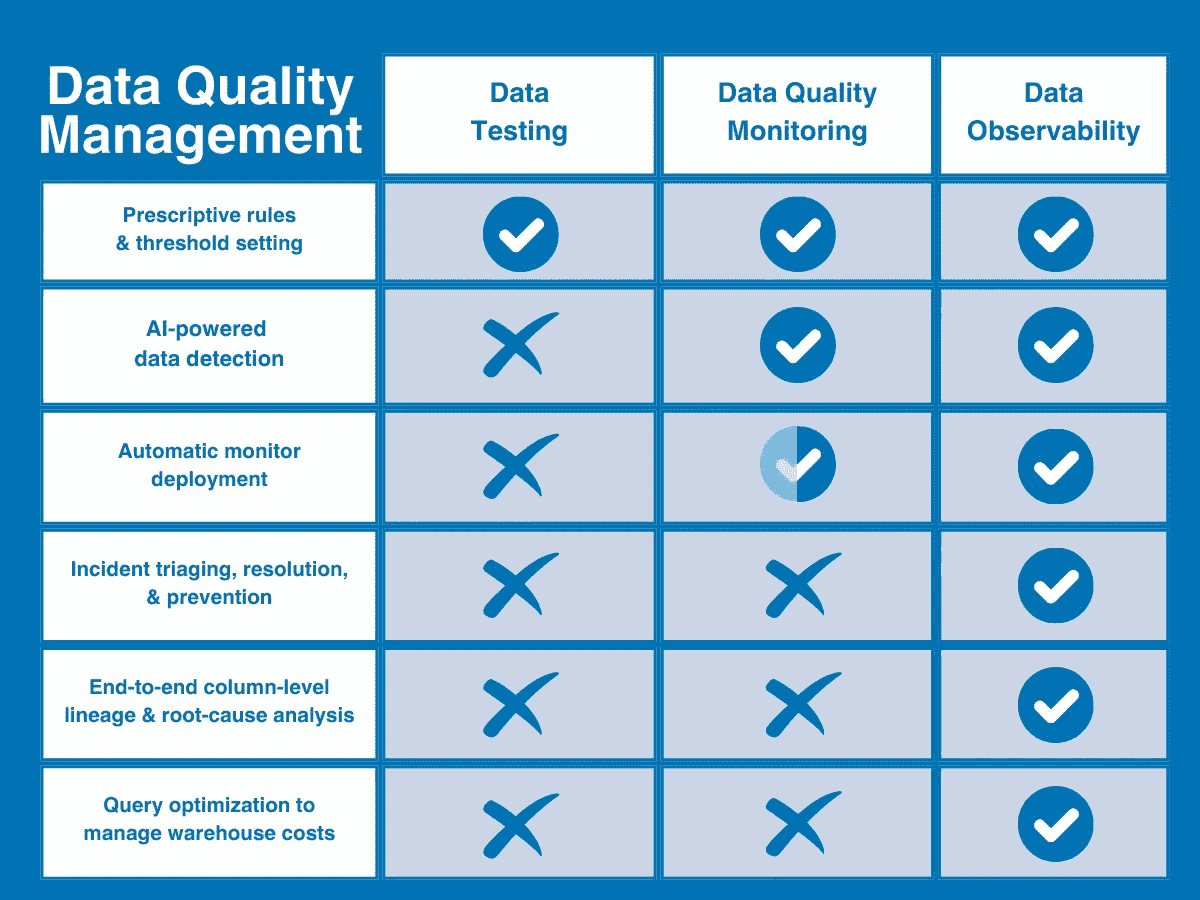 Data Quality
Management
Data
Testing
Data Quality
Monitoring
Data
Observability
Prescriptive rules
& threshold setting
AI-powered
data detection
Automatic monitor
deployment
Incident triaging, resolution,
& prevention
End-to-end column-level
lineage & root-cause analysis
Query optimization to
manage warehouse costs